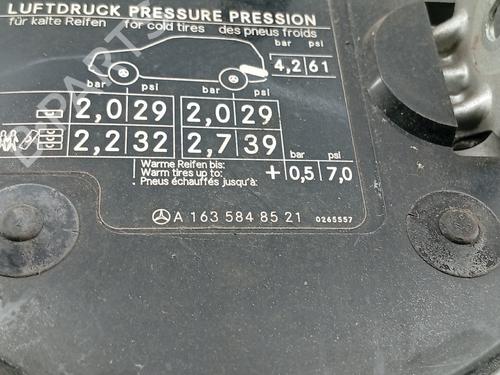 LUFTDRUCK PRESSURE PRESSION
für kalte Reifen for cold tires des pneus froids
bar psi
4,2 61
bar psi bar psi
2,0 29 2,0 29
2,2 32 2,7 39
bar psi
Warme Reifen bis:
Warm tires up to: + 0,5 7,0
Pneus échauffés jusqu'à:
A 163 584 85 21 0265557